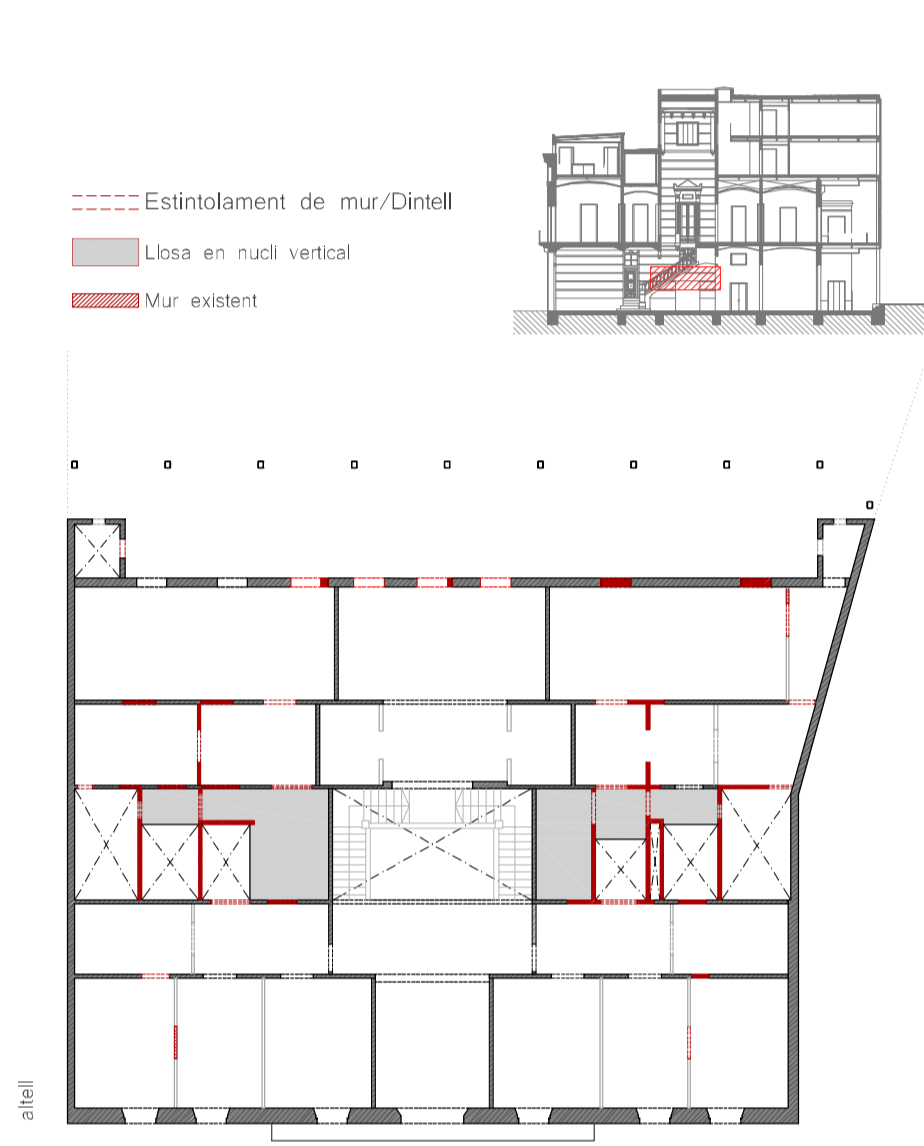 Estintolament de mur/Dintell
Llosa en nucli vertical
Mur existent
altell